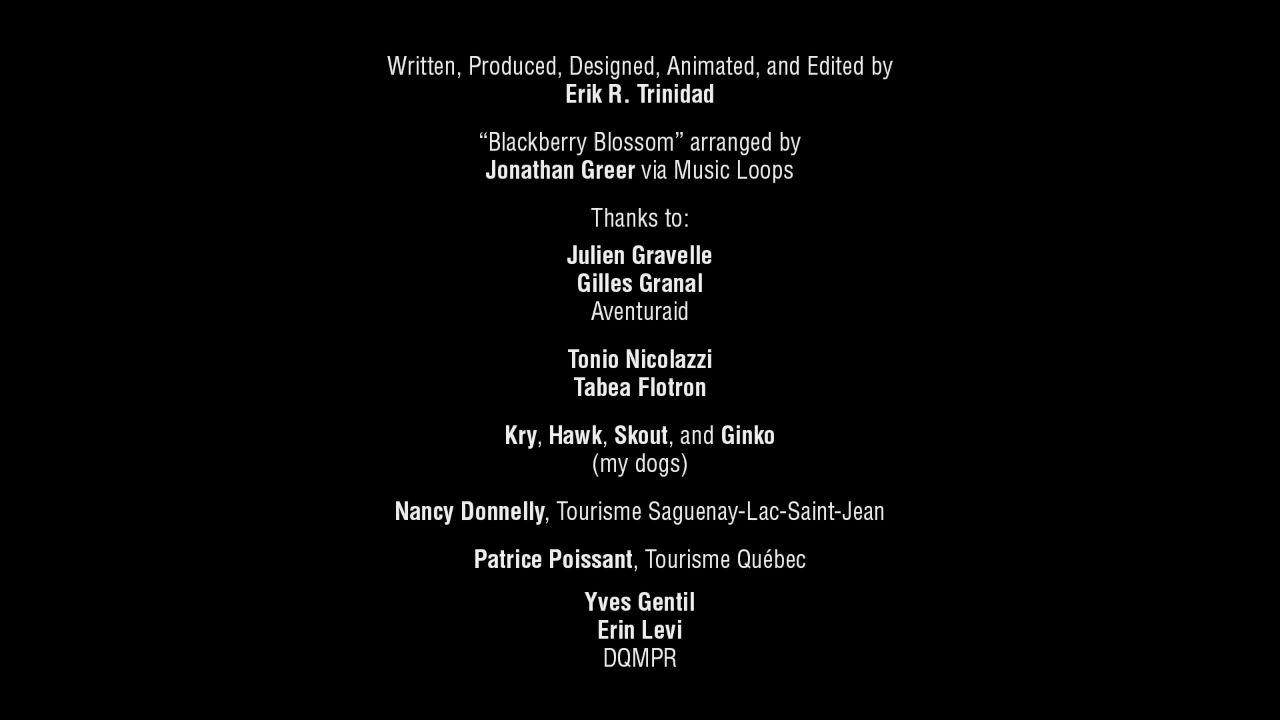 Written, Produced, Designed, Animated, and Edited by
Erik R. Trinidad
“Blackberry Blossom” arranged by
Jonathan Greer via Music Loops
Thanks to:
Julien Gravelle
Gilles Granal
Aventuraid
Tonio Nicolazzi
Tabea Flotron
Kry, Hawk, Skout, and Ginko
(my dogs)
Nancy Donnelly, Tourisme Saguenay-Lac-Saint-Jean
Patrice Poissant, Tourisme Québec
Yves Gentil
Erin Levi
DQMPR